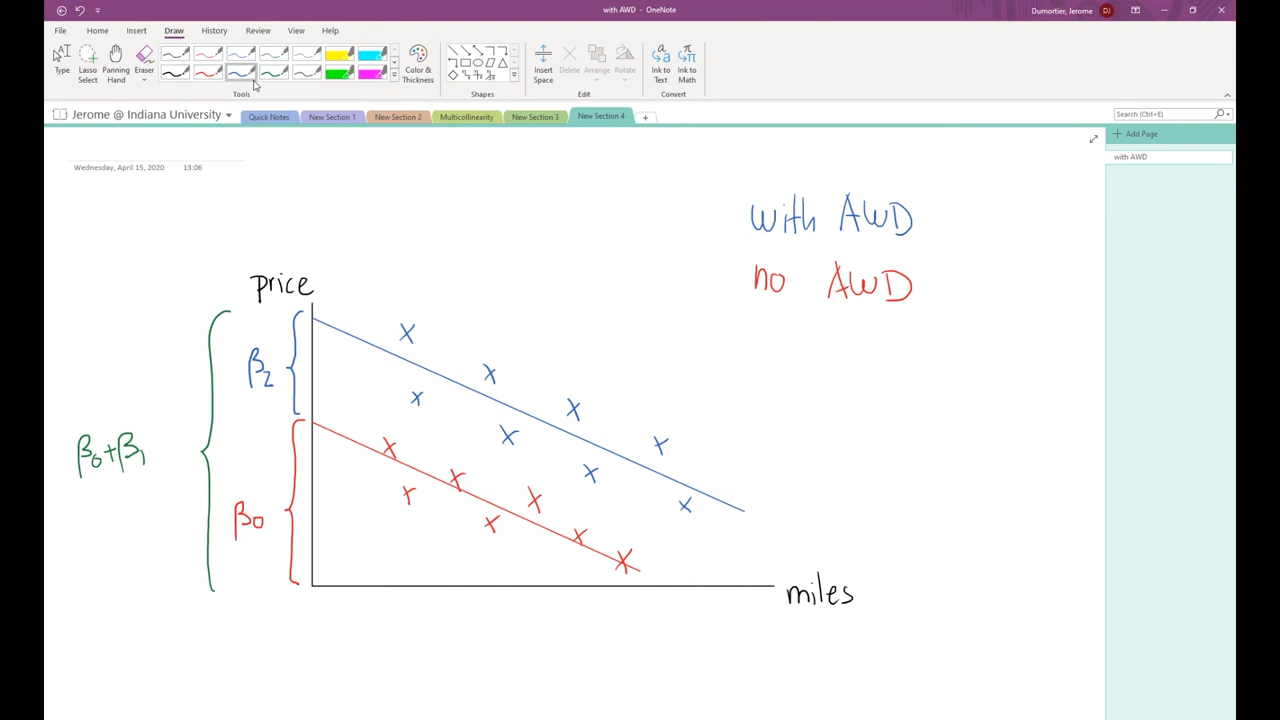 with AWD - OneNote
Dumortier, Jerome DJ
File Home Insert Draw History Review View Help
Type Lasso Select Panning Hand Eraser Color & Thickness Insert Space Delete Arrange Rotate Ink to Text Ink to Math
Tools Shapes Edit Convert
Jerome @ Indiana University Quick Notes New Section 1 New Section 2 Multicollinearity New Section 3 New Section 4 Search (Ctrl+E)
Add Page
with AWD
Wednesday, April 15, 2020 13:06
with AWD
no AWD
price
β2
β0+β1
β0
miles